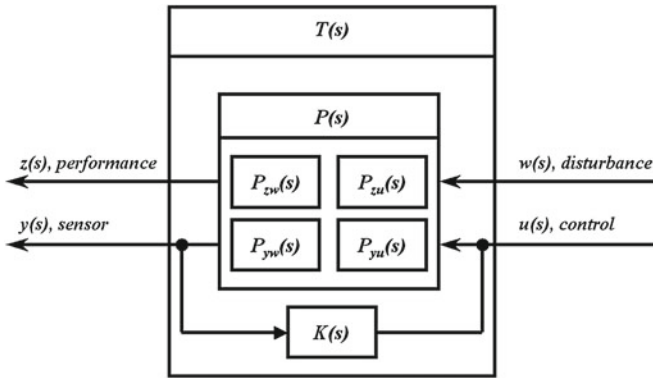 T(s)
P(s)
z(s), performance
P_zw(s) P_zu(s)
w(s), disturbance
y(s), sensor
P_yw(s) P_yu(s)
u(s), control
K(s)